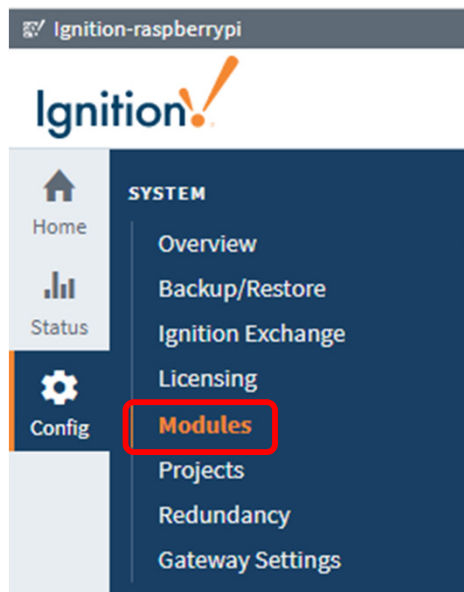 Ignition-raspberrypi
Ignition!
Home
Status
Config
SYSTEM
Overview
Backup/Restore
Ignition Exchange
Licensing
Modules
Projects
Redundancy
Gateway Settings